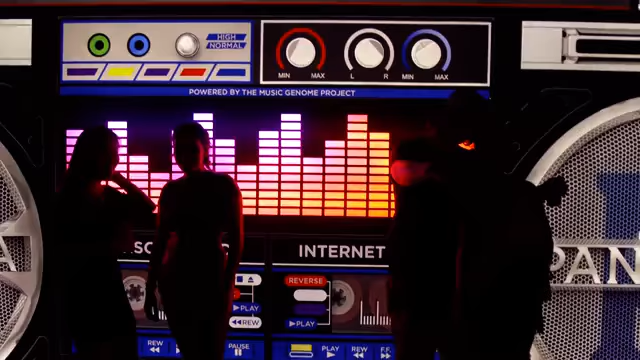 HIGH
NORMAL
MIN MAX L R MIN MAX
POWERED BY THE MUSIC GENOME PROJECT
INTERNET
REVERSE
PLAY
REW
PLAY
REW PAUSE PLAY REW F.F.
A
PAN